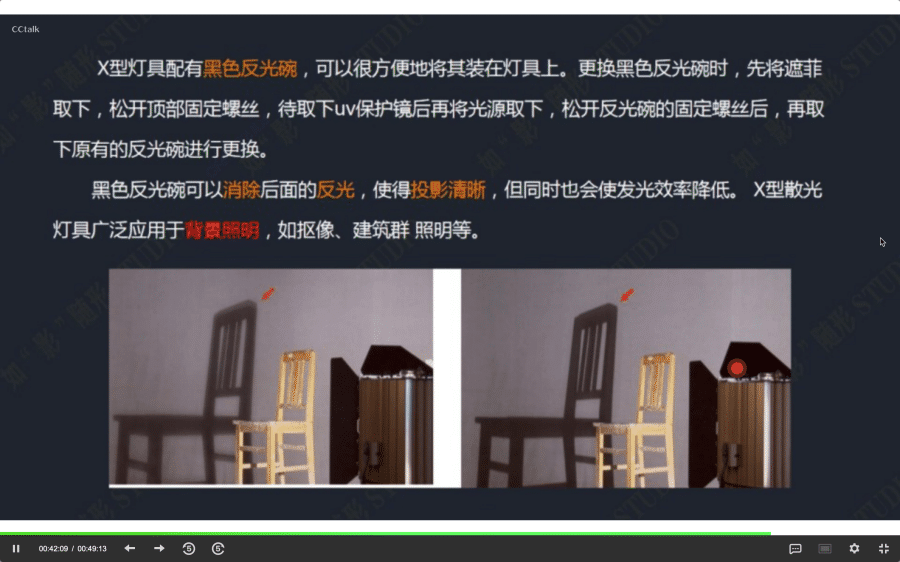 CCtalk
X型灯具配有黑色反光碗，可以很方便地将其装在灯具上。更换黑色反光碗时，先将遮菲
取下，松开顶部固定螺丝，待取下uv保护镜后再将光源取下，松开反光碗的固定螺丝后，再取
下原有的反光碗进行更换。
黑色反光碗可以消除后面的反光，使得投影清晰，但同时也会使发光效率降低。 X型散光
灯具广泛应用于背景照明，如抠像、建筑群 照明等。
00:42:09 / 00:49:13
5
5